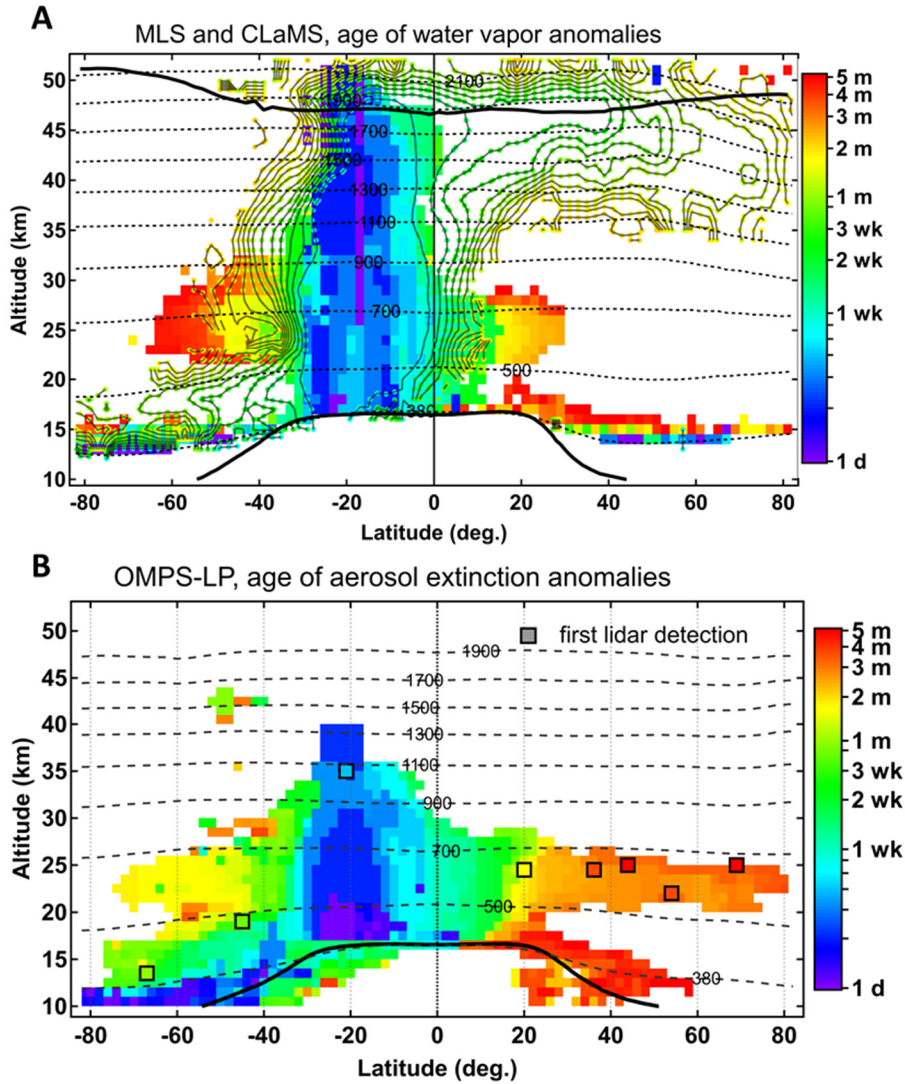 A
MLS and CLaMS, age of water vapor anomalies
50
45
40
35
30
25
20
15
10
Altitude (km)
2100
1900
1700
1500
1300
1100
900
700
500
380
-80
-60
-40
-20
0
20
40
60
80
Latitude (deg.)
5 m
4 m
3 m
2 m
1 m
3 wk
2 wk
1 wk
1 d
B
OMPS-LP, age of aerosol extinction anomalies
first lidar detection
50
45
40
35
30
25
20
15
10
Altitude (km)
1900
1700
1500
1300
1100
900
700
500
380
-80
-60
-40
-20
0
20
40
60
80
Latitude (deg.)
5 m
4 m
3 m
2 m
1 m
3 wk
2 wk
1 wk
1 d